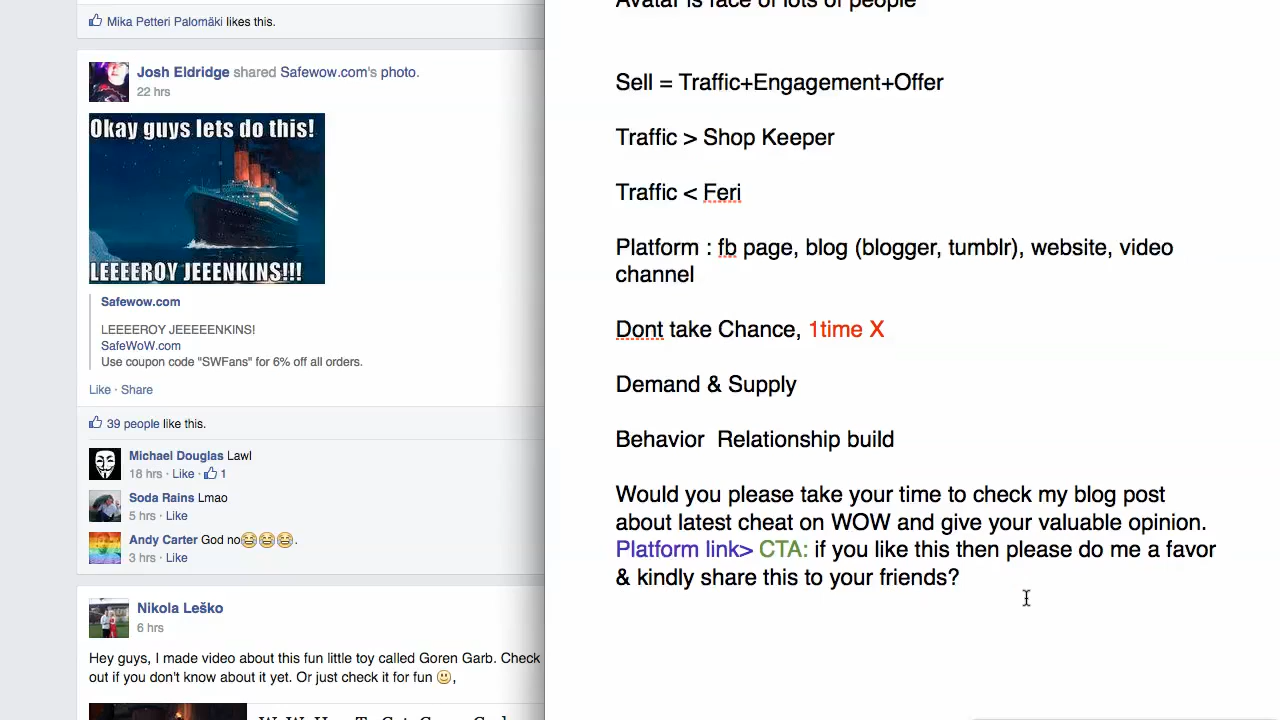 Mika Petteri Palomäki likes this.
Josh Eldridge shared Safewow.com's photo.
22 hrs
Okay guys lets do this!
LEEEEROY JEEENKINS!!!
Safewow.com
LEEEEROY JEEEEENKINS!
SafeWoW.com
Use coupon code "SWFans" for 6% off all orders.
Like · Share
39 people like this.
Michael Douglas Lawl
18 hrs · Like · 1
Soda Rains Lmao
5 hrs · Like
Andy Carter God no😂😂😂.
3 hrs · Like
Nikola Leško
6 hrs
Hey guys, I made video about this fun little toy called Goren Garb. Check
out if you don't know about it yet. Or just check it for fun 😃,
Avatar is face of lots of people
Sell = Traffic+Engagement+Offer
Traffic > Shop Keeper
Traffic < Feri
Platform : fb page, blog (blogger, tumblr), website, video
channel
Dont take Chance, 1time X
Demand & Supply
Behavior  Relationship build
Would you please take your time to check my blog post
about latest cheat on WOW and give your valuable opinion.
Platform link> CTA: if you like this then please do me a favor
& kindly share this to your friends?